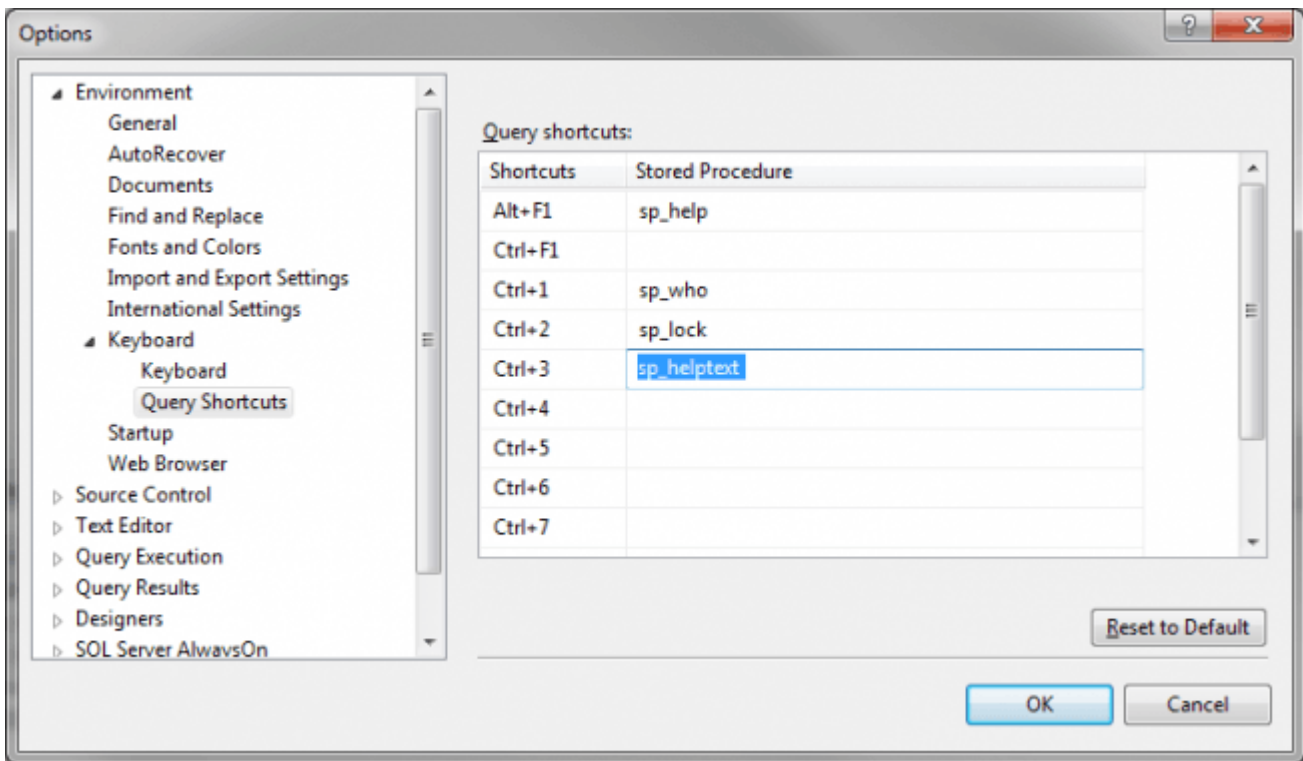 Options
Environment
General
AutoRecover
Documents
Find and Replace
Fonts and Colors
Import and Export Settings
International Settings
Keyboard
Keyboard
Query Shortcuts
Startup
Web Browser
Source Control
Text Editor
Query Execution
Query Results
Designers
SQL Server AlwaysOn
Query shortcuts:
Shortcuts Stored Procedure
Alt+F1 sp_help
Ctrl+F1
Ctrl+1 sp_who
Ctrl+2 sp_lock
Ctrl+3 sp_helptext
Ctrl+4
Ctrl+5
Ctrl+6
Ctrl+7
Reset to Default
OK Cancel